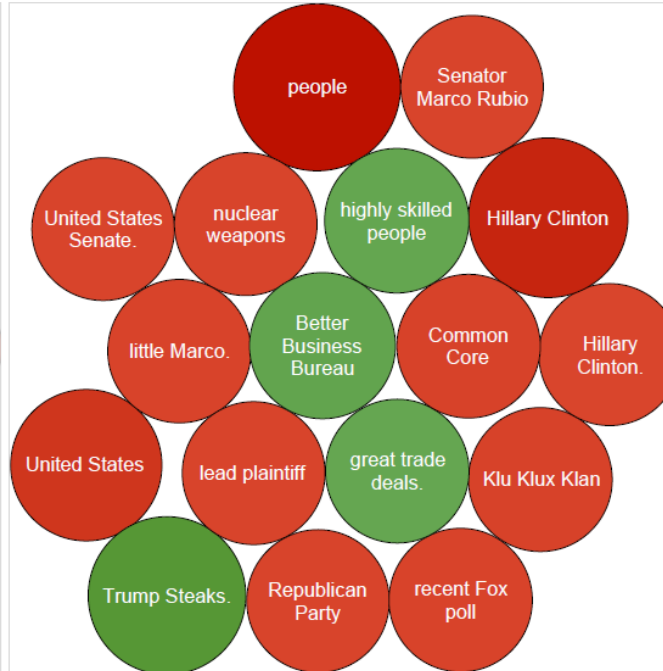 people
Senator
Marco Rubio
United States
Senate.
nuclear
weapons
highly skilled
people
Hillary Clinton
little Marco.
Better
Business
Bureau
Common
Core
Hillary
Clinton.
United States
lead plaintiff
great trade
deals.
Klu Klux Klan
Trump Steaks.
Republican
Party
recent Fox
poll